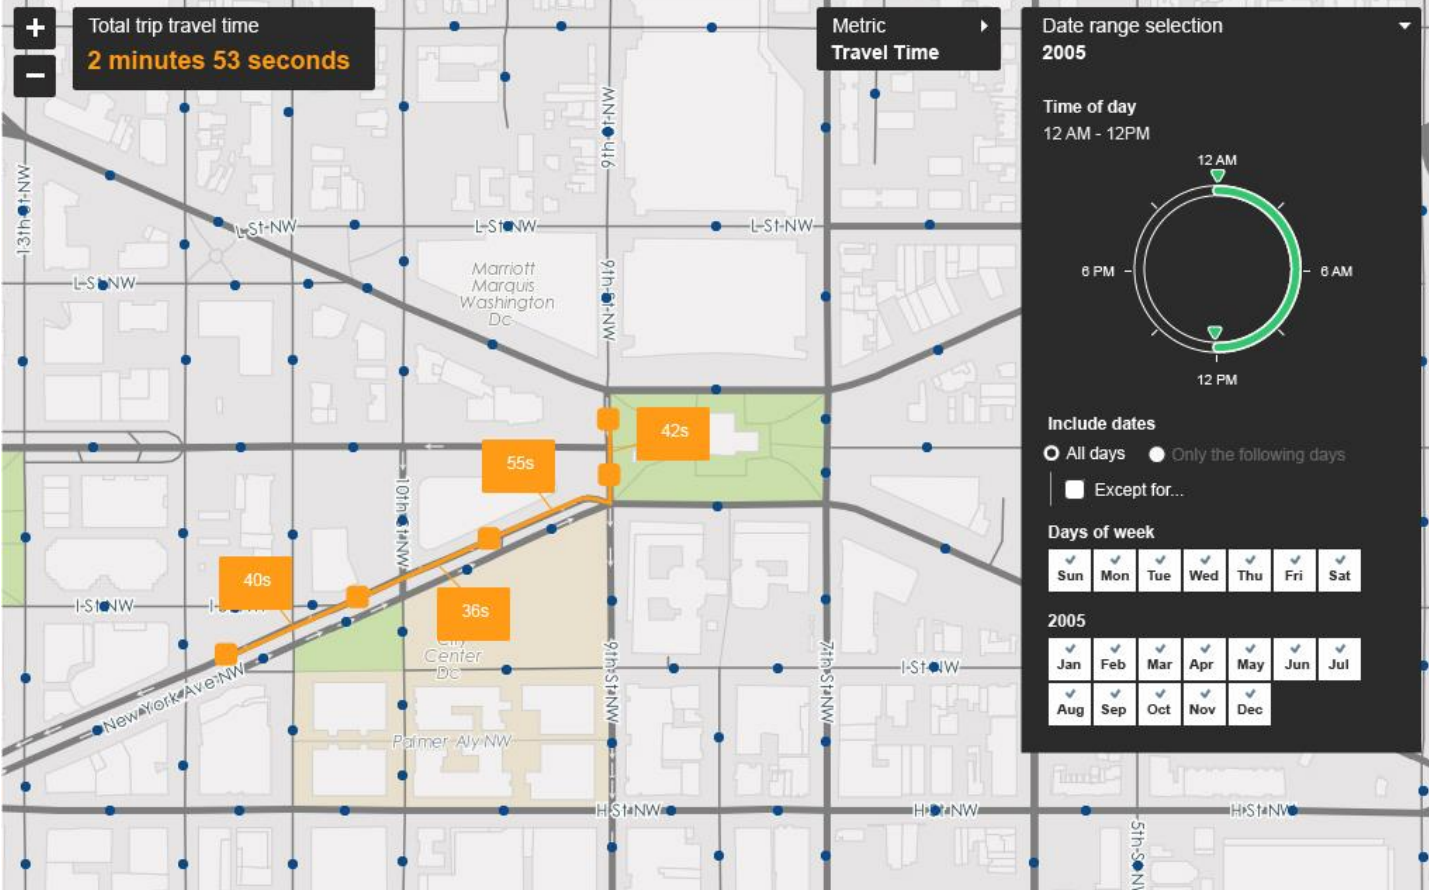 +
−
Total trip travel time
2 minutes 53 seconds
Metric
Travel Time
Date range selection
2005
Time of day
12 AM - 12PM
12 AM
6 PM
6 AM
12 PM
Include dates
All days
Only the following days
Except for...
Days of week
Sun Mon Tue Wed Thu Fri Sat
2005
Jan Feb Mar Apr May Jun Jul
Aug Sep Oct Nov Dec
9th St NW
13th St NW
L St NW
L St NW
L St NW
L St NW
9th St NW
Marriott
Marquis
Washington
Dc
42s
55s
10th St NW
40s
36s
I St NW
City
Center
Dc
9th St NW
7th St NW
I St NW
New York Ave NW
Palmer Aly NW
H St NW
H St NW
H St NW